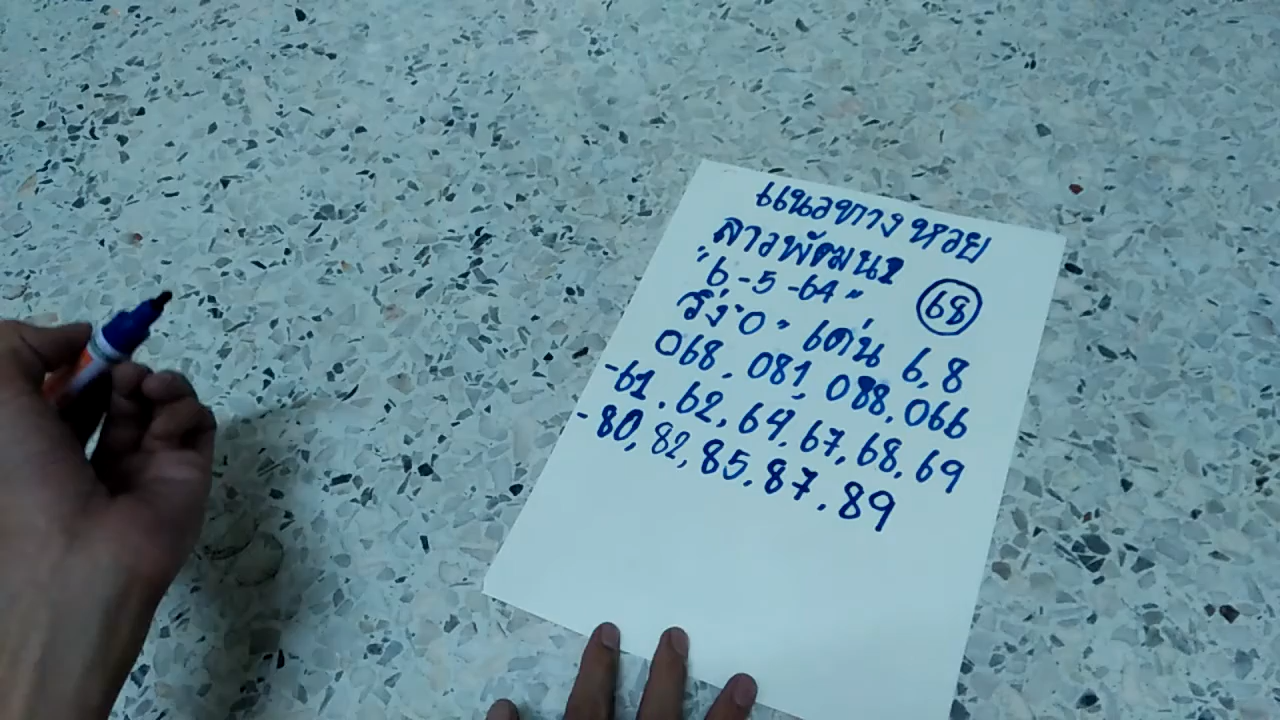 แนวทางหวย
ลาวพัฒนา
"6-5-64" 68
วิ่ง "0" เด่น 6,8
068, 081, 088, 066
-61, 62, 64, 67, 68, 69
-80, 82, 85, 87, 89